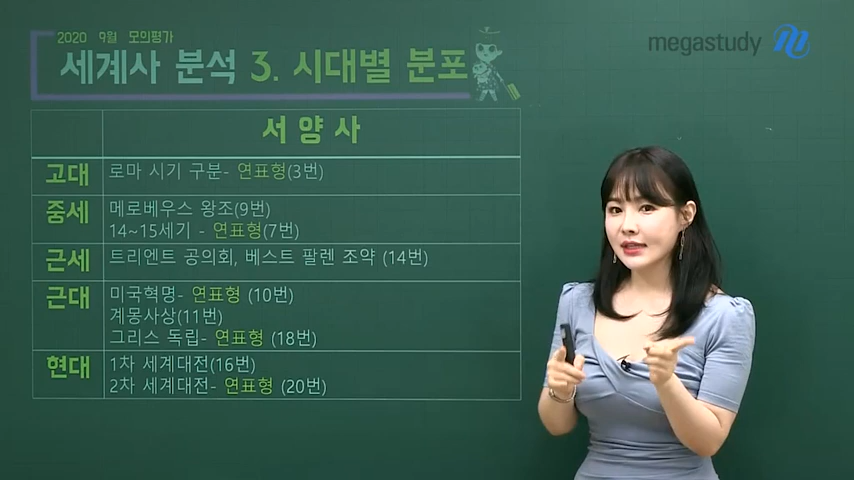 2020 9월 모의평가
세계사 분석 3. 시대별 분포
megastudy
서양사
고대
로마 시기 구분- 연표형(3번)
중세
메로베우스 왕조(9번)
14~15세기 - 연표형(7번)
근세
트리엔트 공의회, 베스트 팔렌 조약 (14번)
근대
미국혁명- 연표형 (10번)
계몽사상(11번)
그리스 독립- 연표형 (18번)
현대
1차 세계대전(16번)
2차 세계대전- 연표형 (20번)